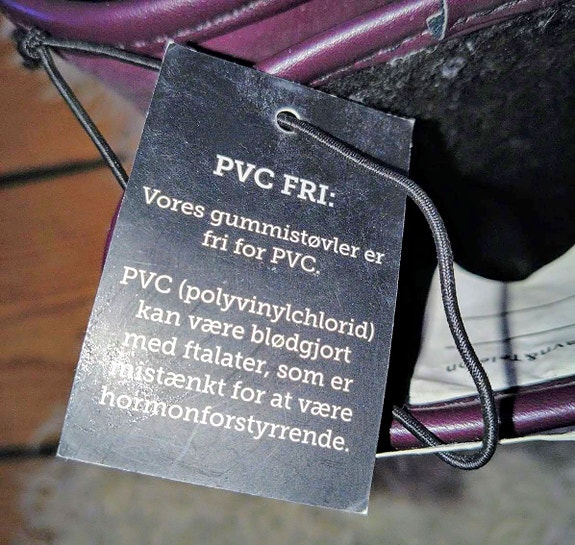 PVC FRI:
Vores gummistøvler er
fri for PVC.
PVC (polyvinylchlorid)
kan være blødgjort
med ftalater, som er
mistænkt for at være
hormonforstyrrende.